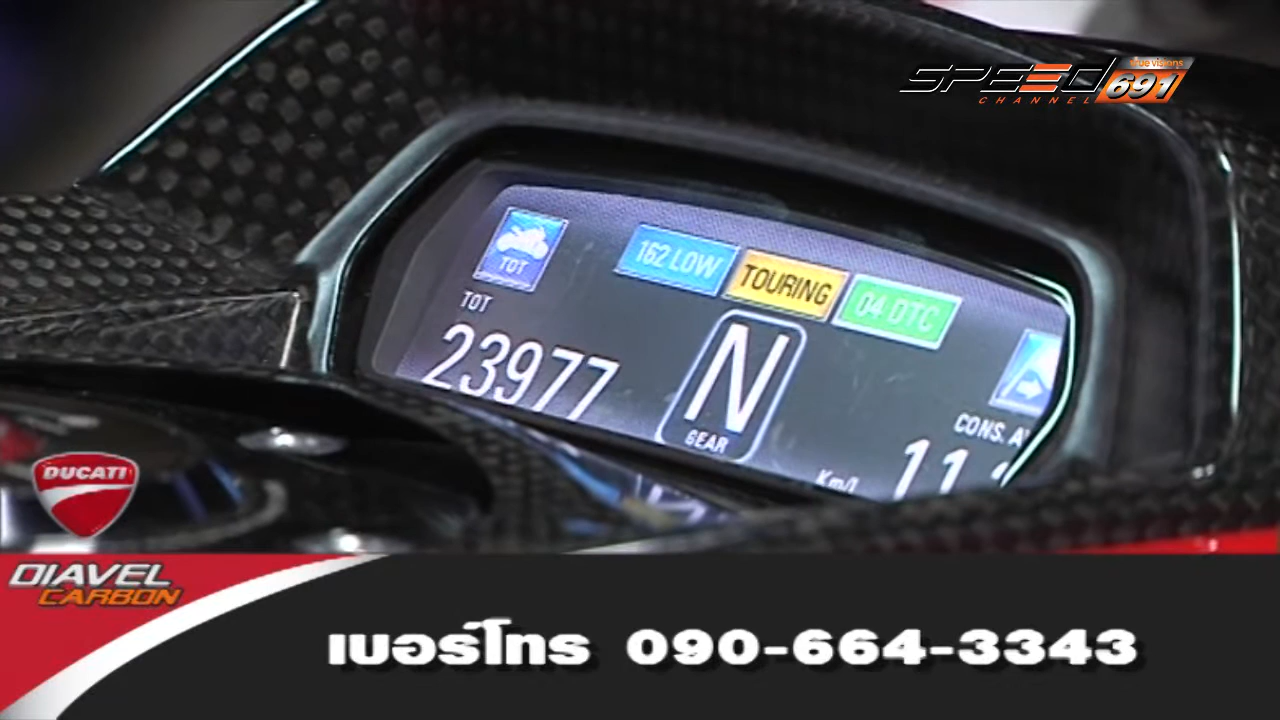 true visions
SPEED 691
CHANNEL
TOT
162 LOW TOURING 04 DTC
TOT
23977
N
GEAR
CONS. A
Km/l
11
DUCATI
DIAVEL
CARBON
เบอร์โทร 090-664-3343